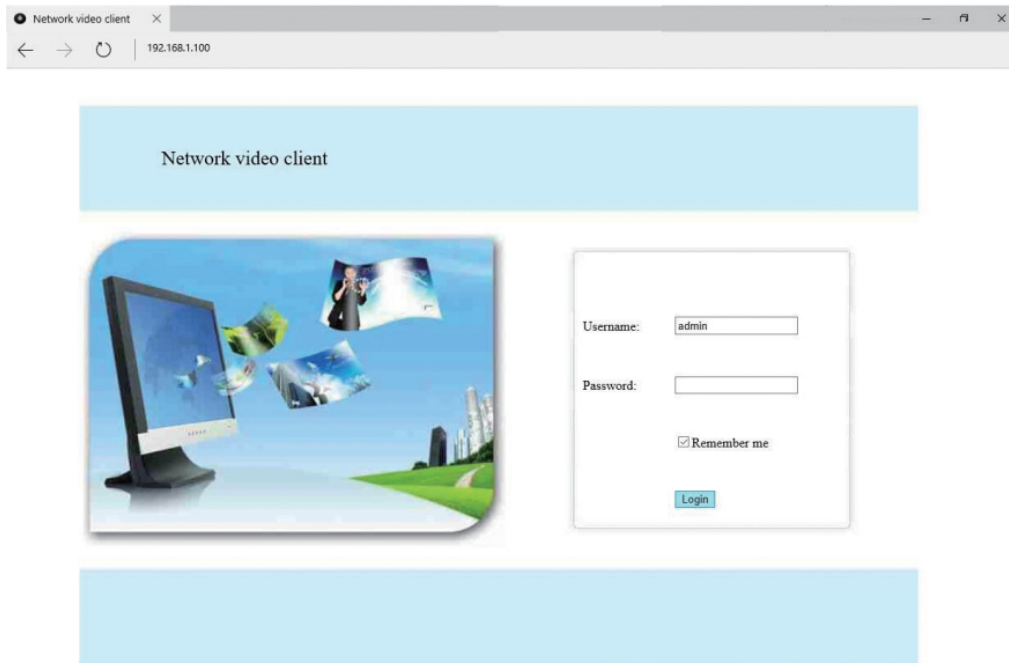 Network video client
192.168.1.100
Network video client
Username: admin
Password:
Remember me
Login